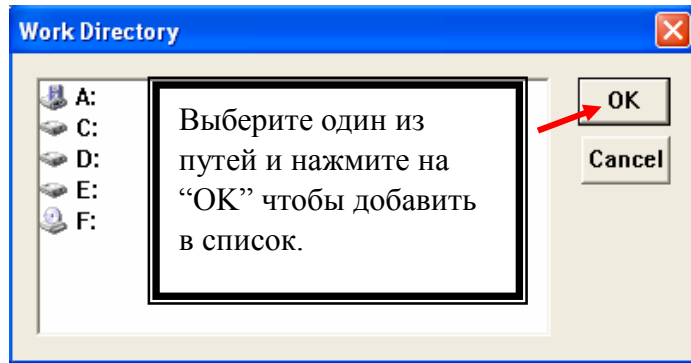 Work Directory
A:
C:
D:
E:
F:
Выберите один из
путей и нажмите на
“OK” чтобы добавить
в список.
OK
Cancel